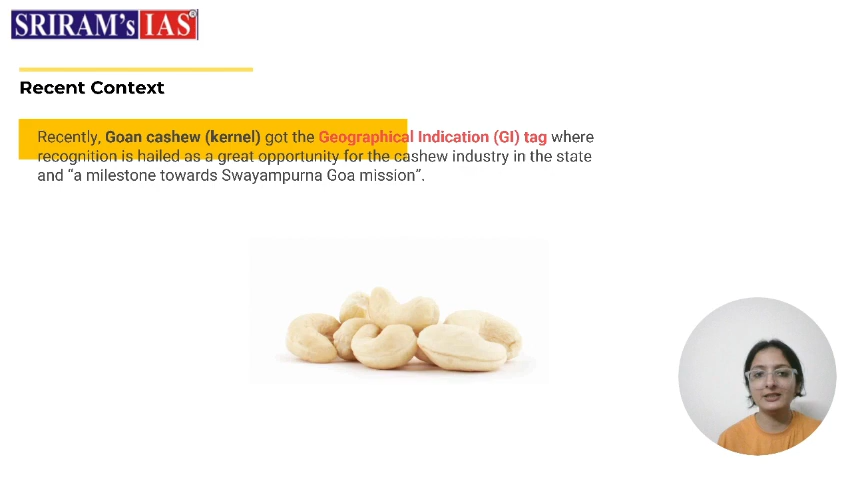 SRIRAM's IAS
Recent Context
Recently, Goan cashew (kernel) got the Geographical Indication (GI) tag where
recognition is hailed as a great opportunity for the cashew industry in the state
and “a milestone towards Swayampurna Goa mission”.